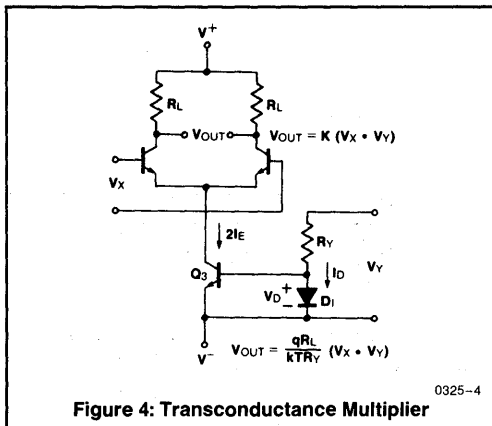 V+
RL RL
VOUT VOUT = K (VX • VY)
VX
2IE
RY
ID VY
Q3
VD + − D1
V−
VOUT = qRL/kTRY (VX • VY)
0325–4
Figure 4: Transconductance Multiplier